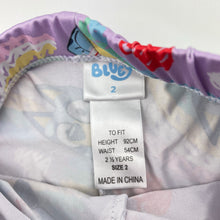 BLUEY
2
TO FIT
HEIGHT 92CM
WAIST 54CM
2 ½ YEARS
SIZE 2
MADE IN CHINA